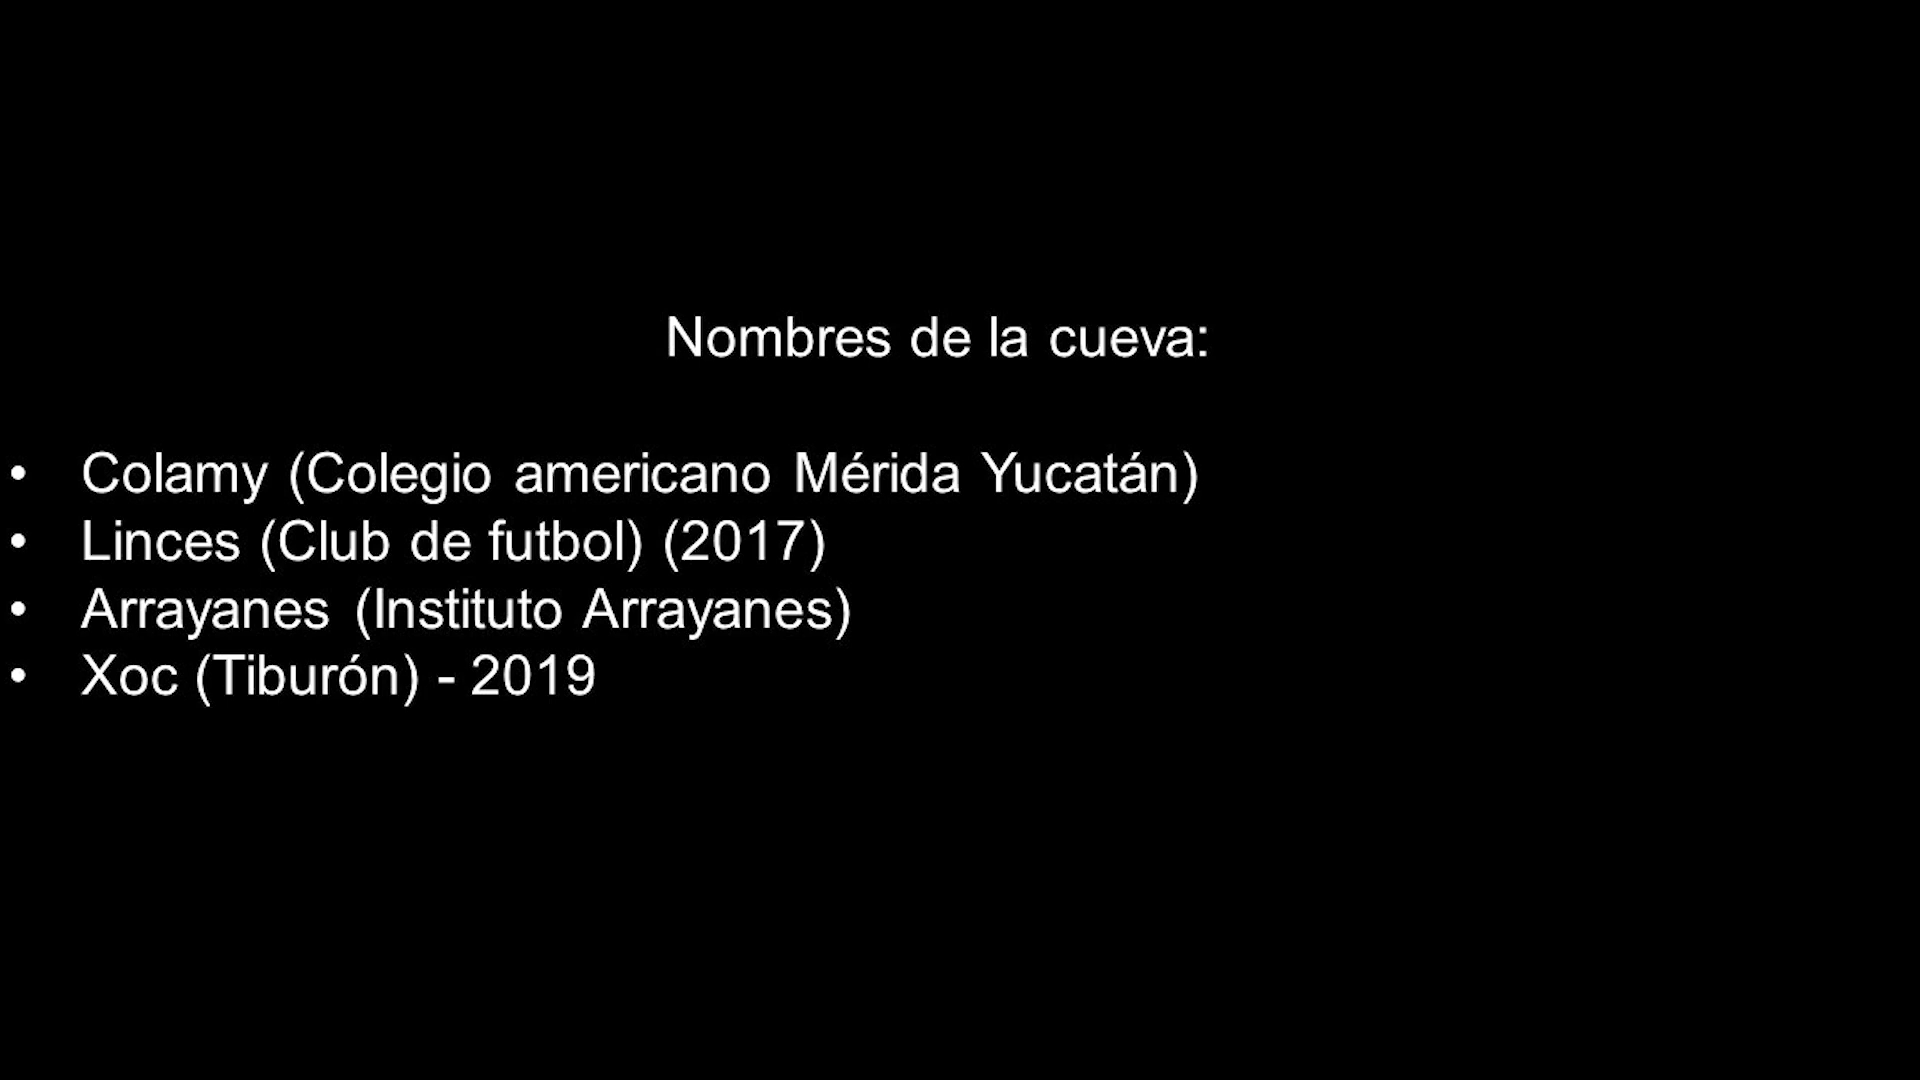 Nombres de la cueva:
• Colamy (Colegio americano Mérida Yucatán)
• Linces (Club de futbol) (2017)
• Arrayanes (Instituto Arrayanes)
• Xoc (Tiburón) - 2019